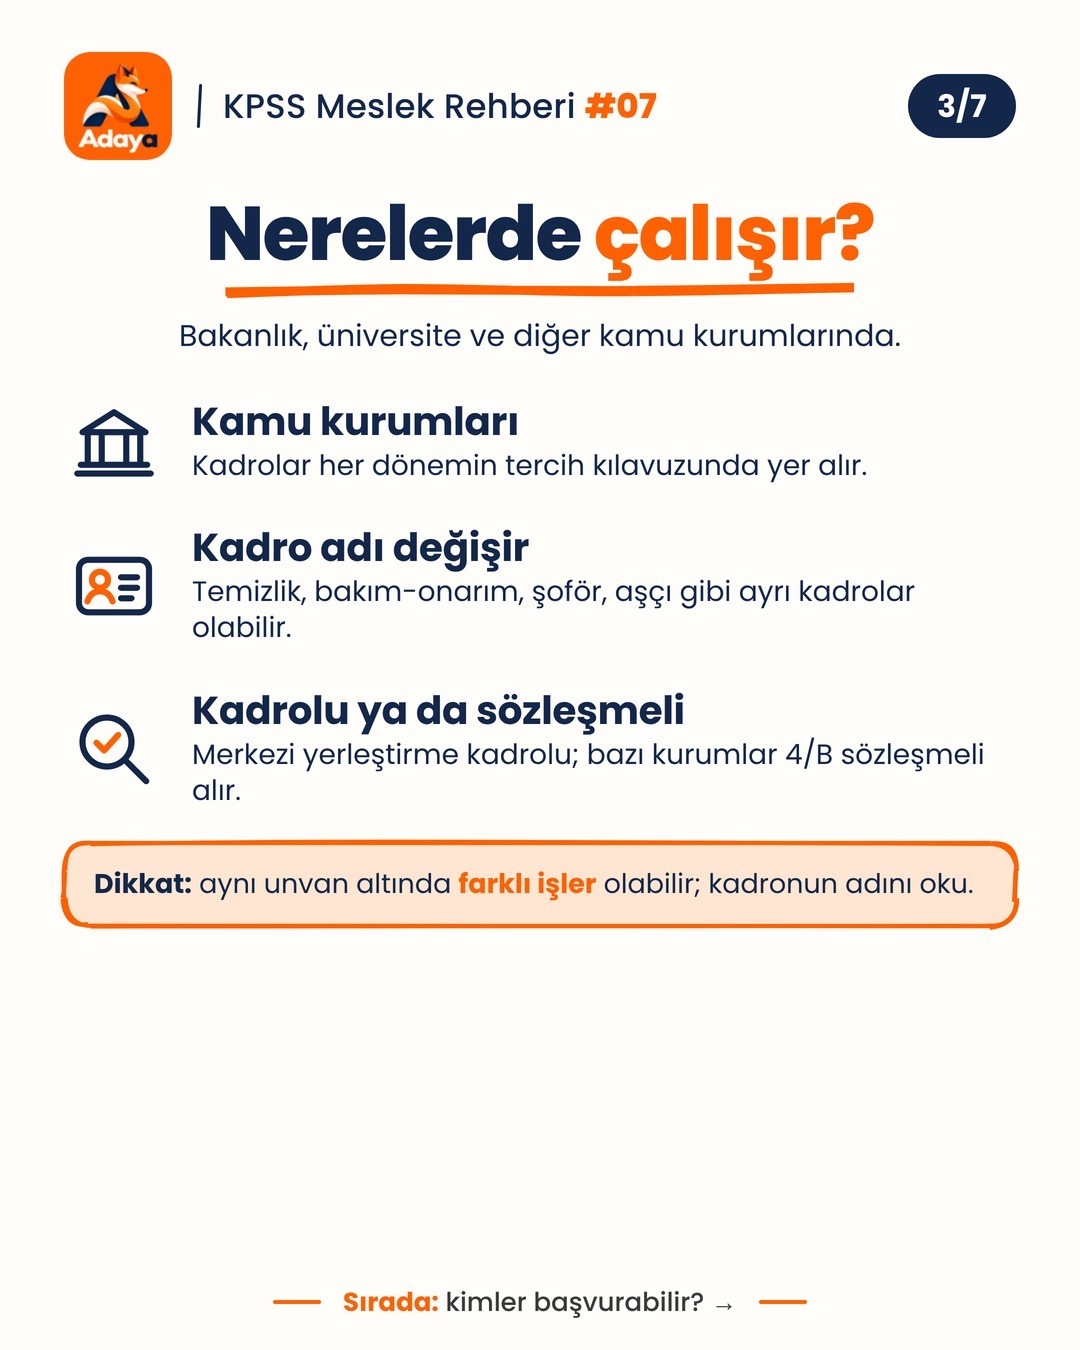 Adaya
KPSS Meslek Rehberi #07
3/7
Nerelerde çalışır?
Bakanlık, üniversite ve diğer kamu kurumlarında.
Kamu kurumları
Kadrolar her dönemin tercih kılavuzunda yer alır.
Kadro adı değişir
Temizlik, bakım-onarım, şoför, aşçı gibi ayrı kadrolar
olabilir.
Kadrolu ya da sözleşmeli
Merkezi yerleştirme kadrolu; bazı kurumlar 4/B sözleşmeli
alır.
Dikkat: aynı unvan altında farklı işler olabilir; kadronun adını oku.
Sırada: kimler başvurabilir? →